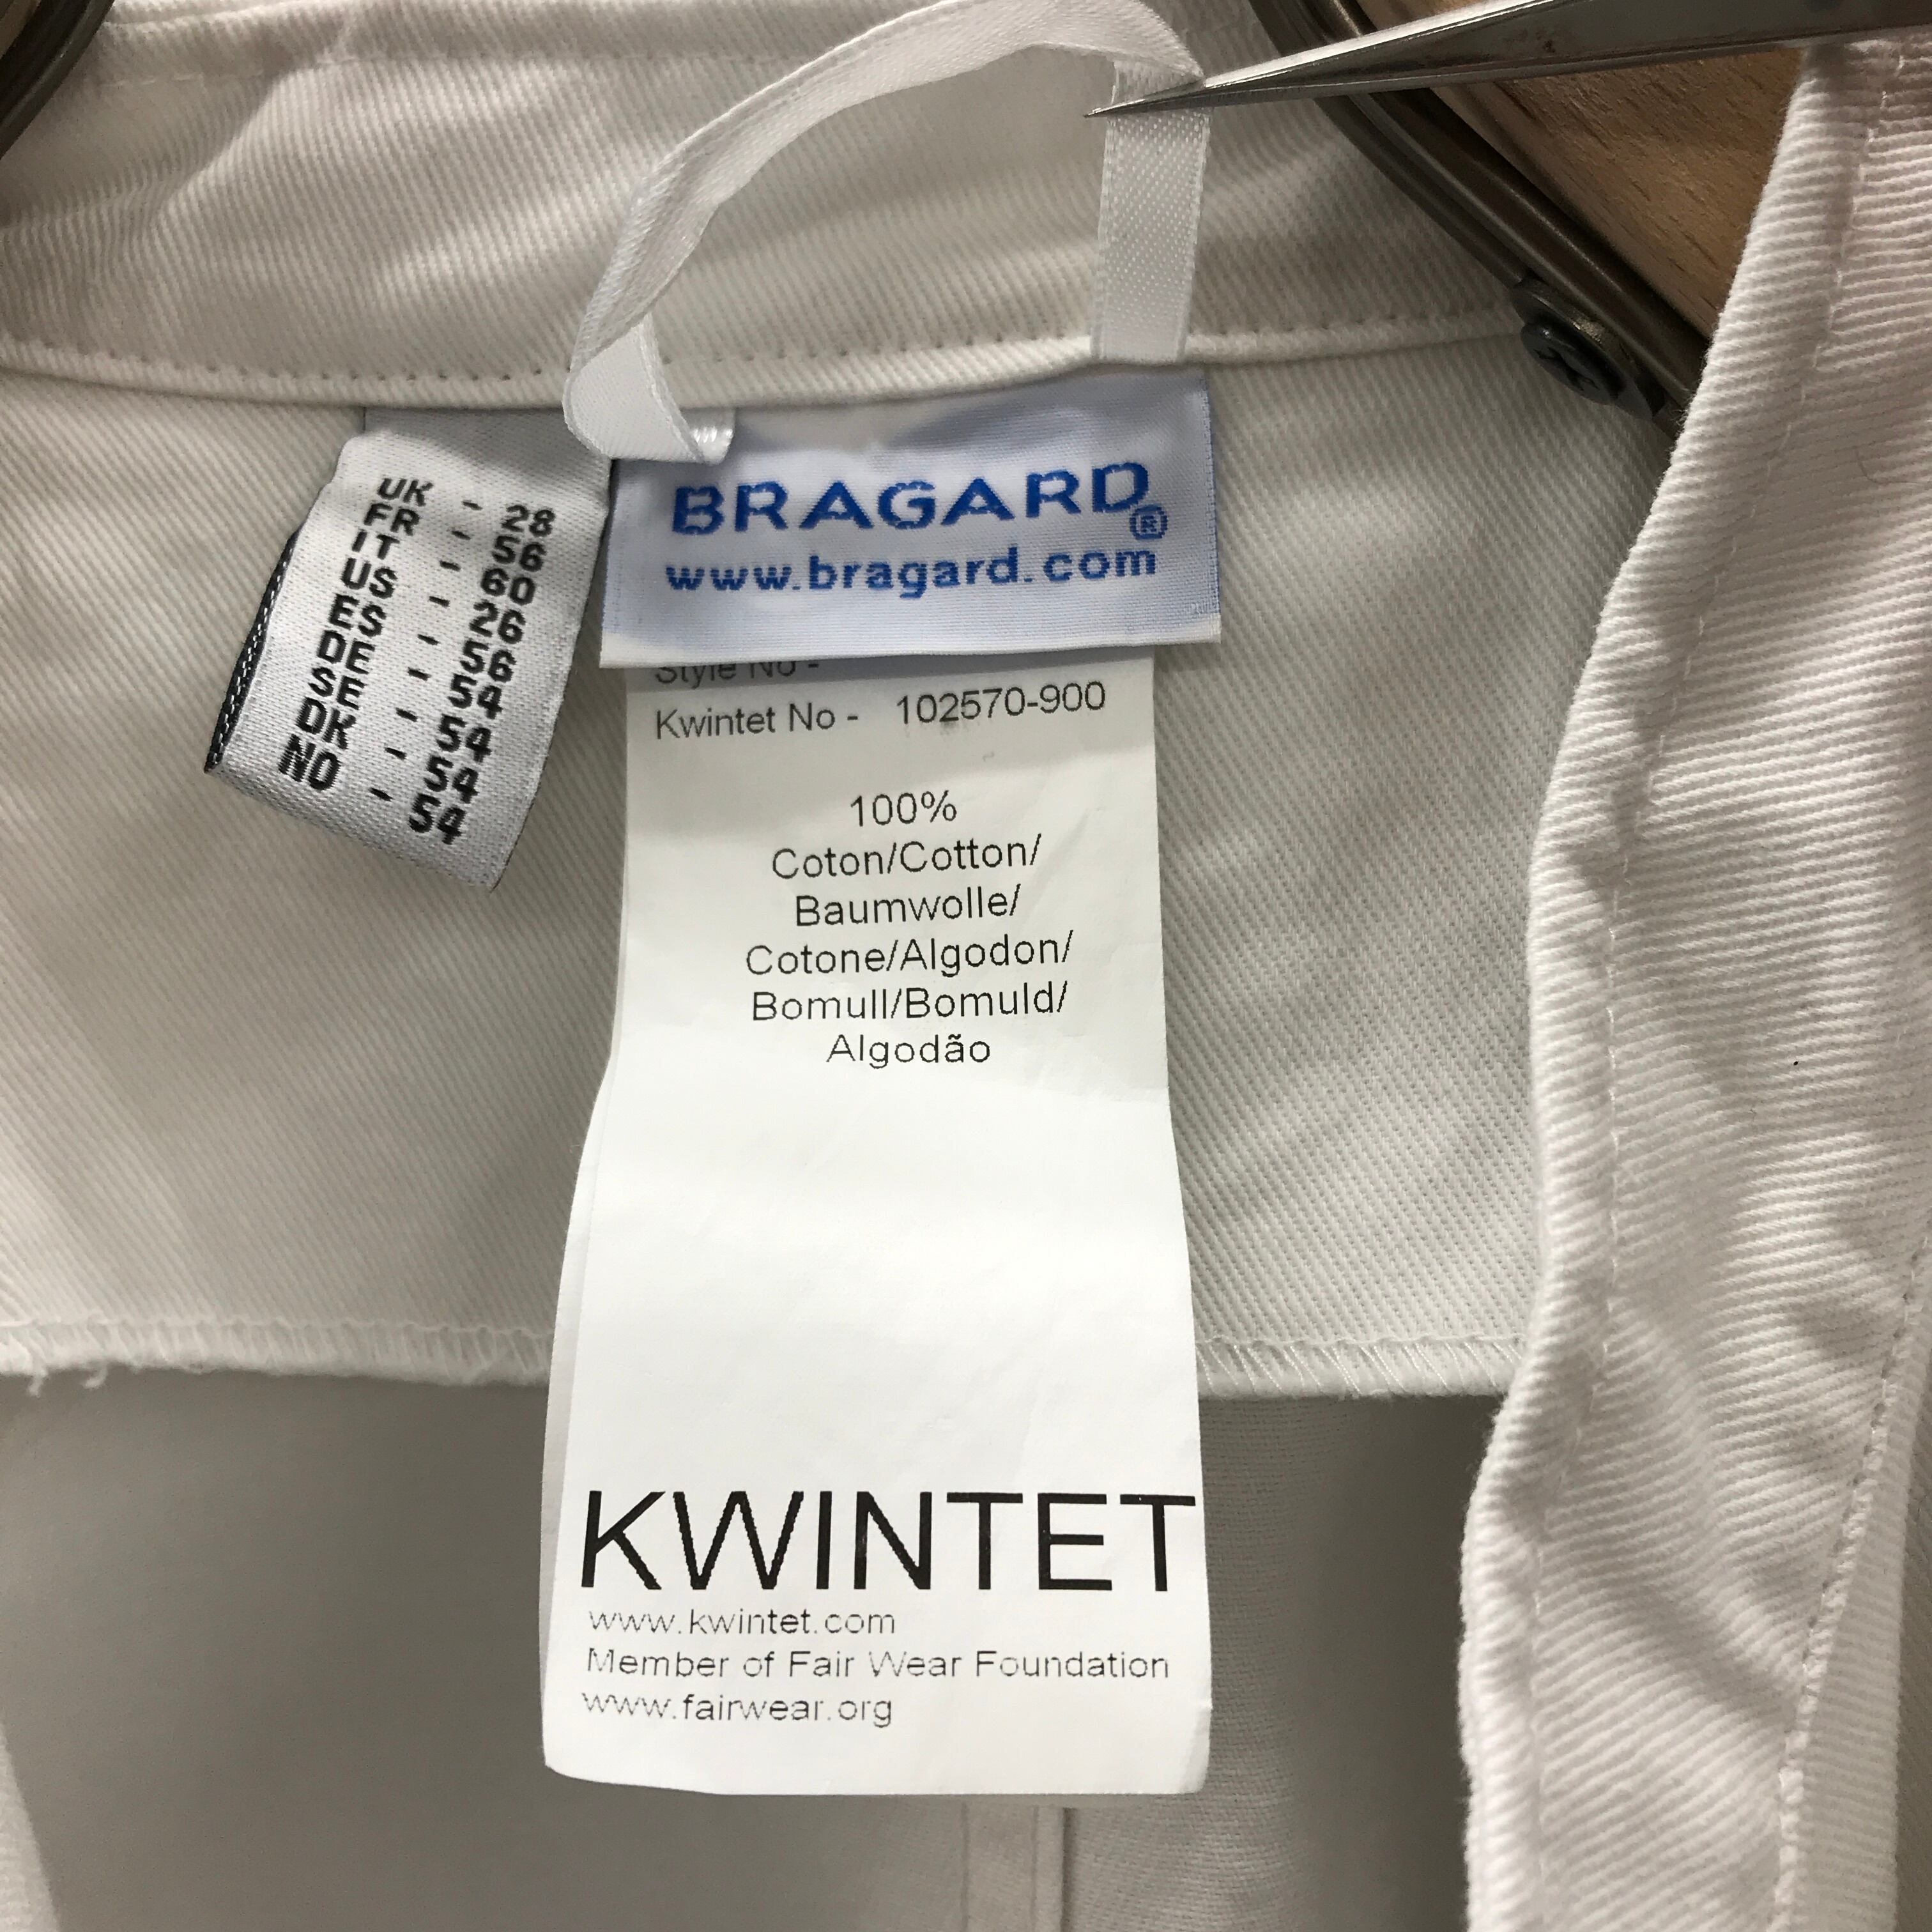 UK - 28
FR - 56
IT - 60
US - 26
ES - 56
DE - 54
SE - 54
DK - 54
NO - 54
BRAGARD®
www.bragard.com
Style No -
Kwintet No - 102570-900
100%
Coton/Cotton/
Baumwolle/
Cotone/Algodon/
Bomull/Bomuld/
Algodão
KWINTET
www.kwintet.com
Member of Fair Wear Foundation
www.fairwear.org